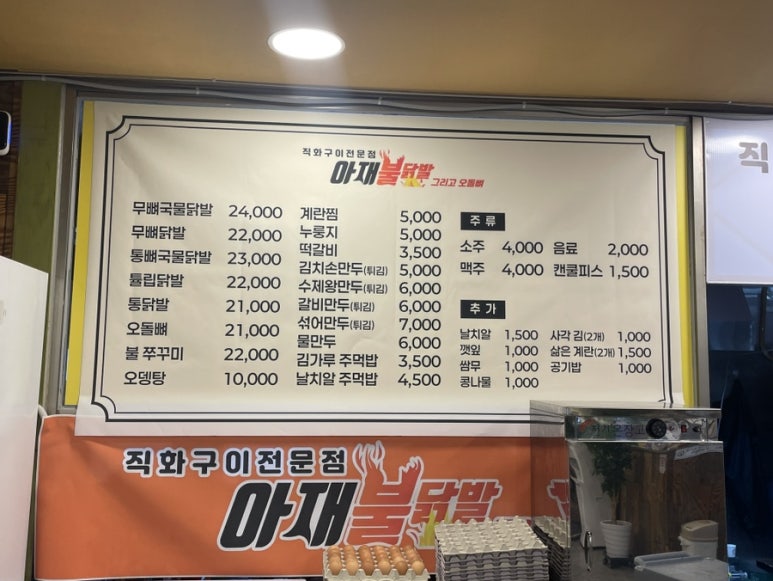 직화구이전문점
아재불닭발 그리고 오돌뼈
무뼈국물닭발 24,000
무뼈닭발 22,000
통뼈국물닭발 23,000
튤립닭발 22,000
통닭발 21,000
오돌뼈 21,000
불 쭈꾸미 22,000
오뎅탕 10,000
계란찜 5,000
누룽지 5,000
떡갈비 3,500
김치손만두(튀김) 5,000
수제왕만두(튀김) 6,000
갈비만두(튀김) 6,000
섞어만두(튀김) 7,000
물만두 6,000
김가루 주먹밥 3,500
날치알 주먹밥 4,500
주류
소주 4,000 음료 2,000
맥주 4,000 캔쿨피스 1,500
추가
날치알 1,500 사각 김(2개) 1,000
깻잎 1,000 삶은 계란(2개) 1,500
쌈무 1,000 공기밥 1,000
콩나물 1,000
직
직화구이전문점
아재불닭발
전기온장고